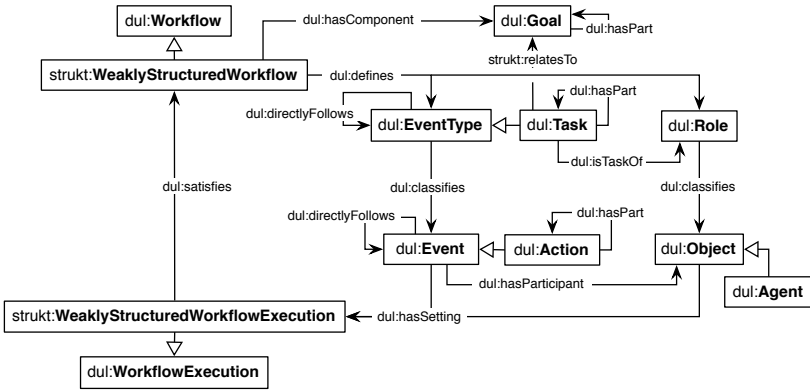 dul:Workflow
dul:hasComponent
dul:Goal
dul:hasPart
strukt:relatesTo
strukt:WeaklyStructuredWorkflow
dul:defines
dul:hasPart
dul:directlyFollows
dul:EventType
dul:Task
dul:Role
dul:isTaskOf
dul:satisfies
dul:classifies
dul:classifies
dul:directlyFollows
dul:hasPart
dul:Event
dul:Action
dul:Object
dul:hasParticipant
dul:Agent
strukt:WeaklyStructuredWorkflowExecution
dul:hasSetting
dul:WorkflowExecution